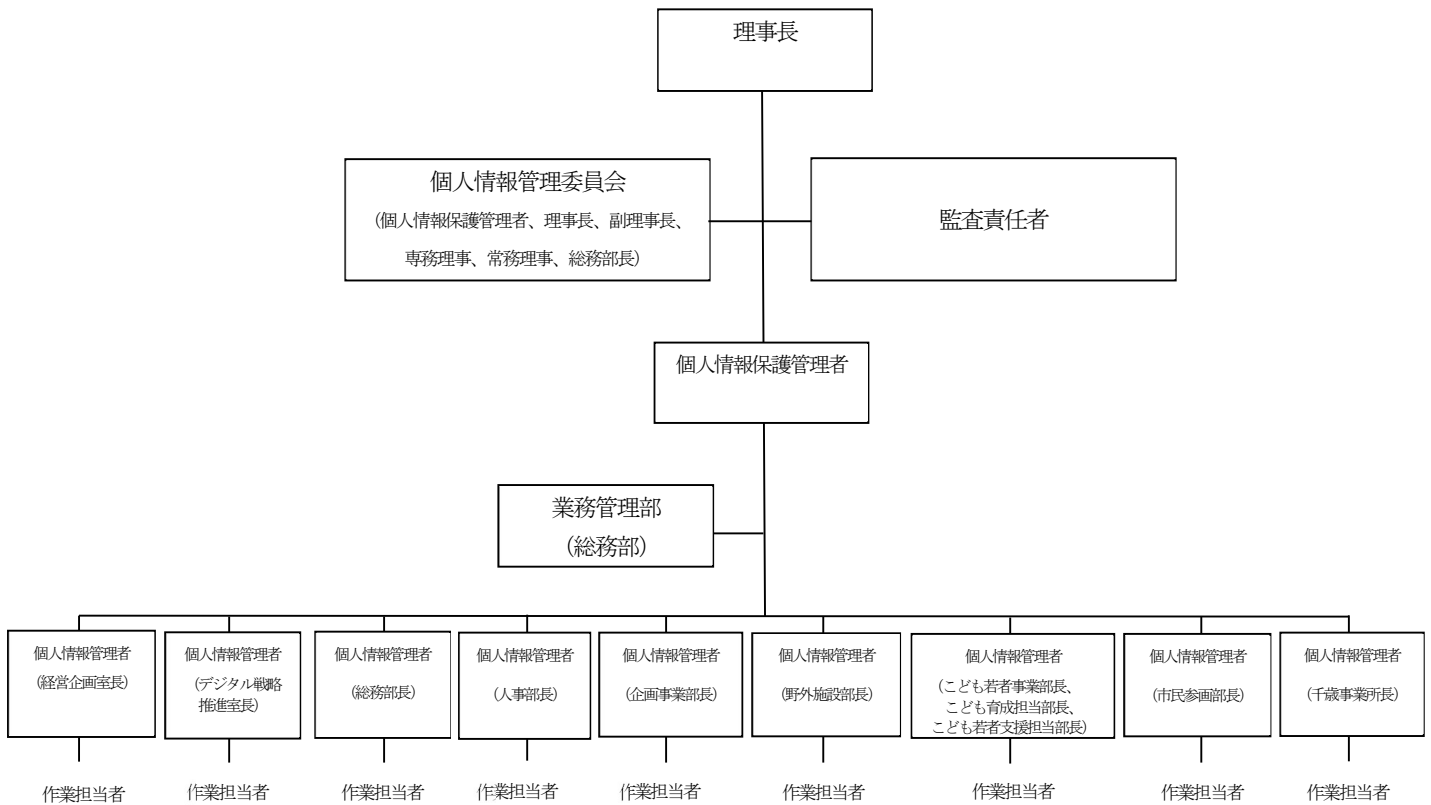 理事長
個人情報管理委員会
（個人情報保護管理者、理事長、副理事長、
専務理事、常務理事、総務部長）
監査責任者
個人情報保護管理者
業務管理部
（総務部）
個人情報管理者
（経営企画室長）
個人情報管理者
（デジタル戦略
推進室長）
個人情報管理者
（総務部長）
個人情報管理者
（人事部長）
個人情報管理者
（企画事業部長）
個人情報管理者
（野外施設部長）
個人情報管理者
（こども若者事業部長、
こども育成担当部長、
こども若者支援担当部長）
個人情報管理者
（市民参画部長）
個人情報管理者
（千歳事業所長）
作業担当者
作業担当者
作業担当者
作業担当者
作業担当者
作業担当者
作業担当者
作業担当者
作業担当者